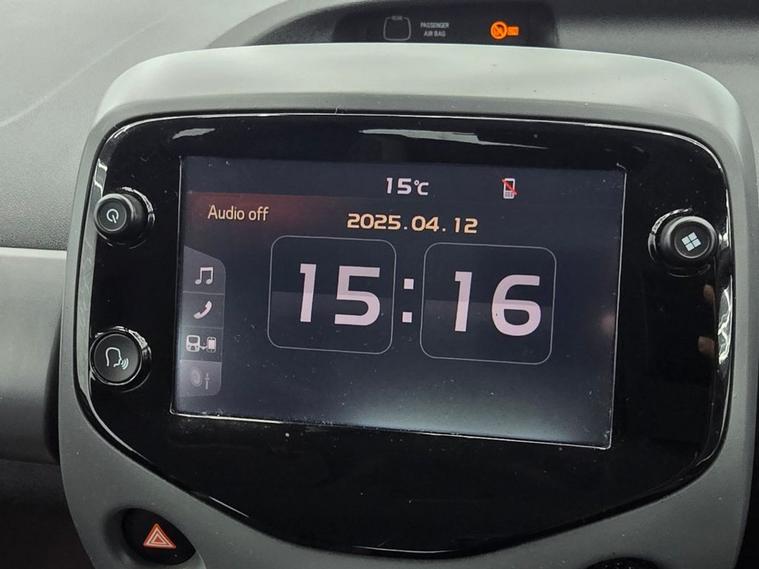 PASSENGER
AIR BAG
15°C
Audio off
2025.04.12
15:16